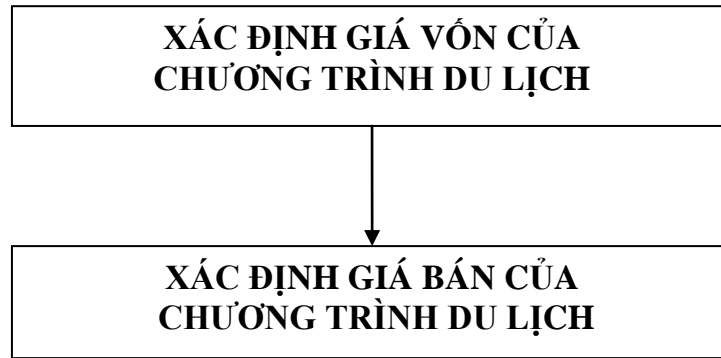 XÁC ĐỊNH GIÁ VỐN CỦA
CHƯƠNG TRÌNH DU LỊCH
XÁC ĐỊNH GIÁ BÁN CỦA
CHƯƠNG TRÌNH DU LỊCH